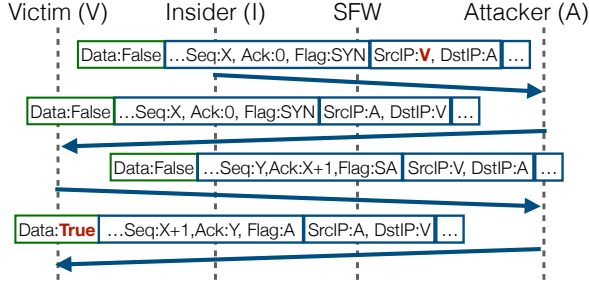 Victim (V) Insider (I) SFW Attacker (A)
Data:False ...Seq:X, Ack:0, Flag:SYN SrcIP:V, DstIP:A ...
Data:False ...Seq:X, Ack:0, Flag:SYN SrcIP:A, DstIP:V ...
Data:False ...Seq:Y,Ack:X+1,Flag:SA SrcIP:V, DstIP:A ...
Data:True ...Seq:X+1,Ack:Y, Flag:A SrcIP:A, DstIP:V ...